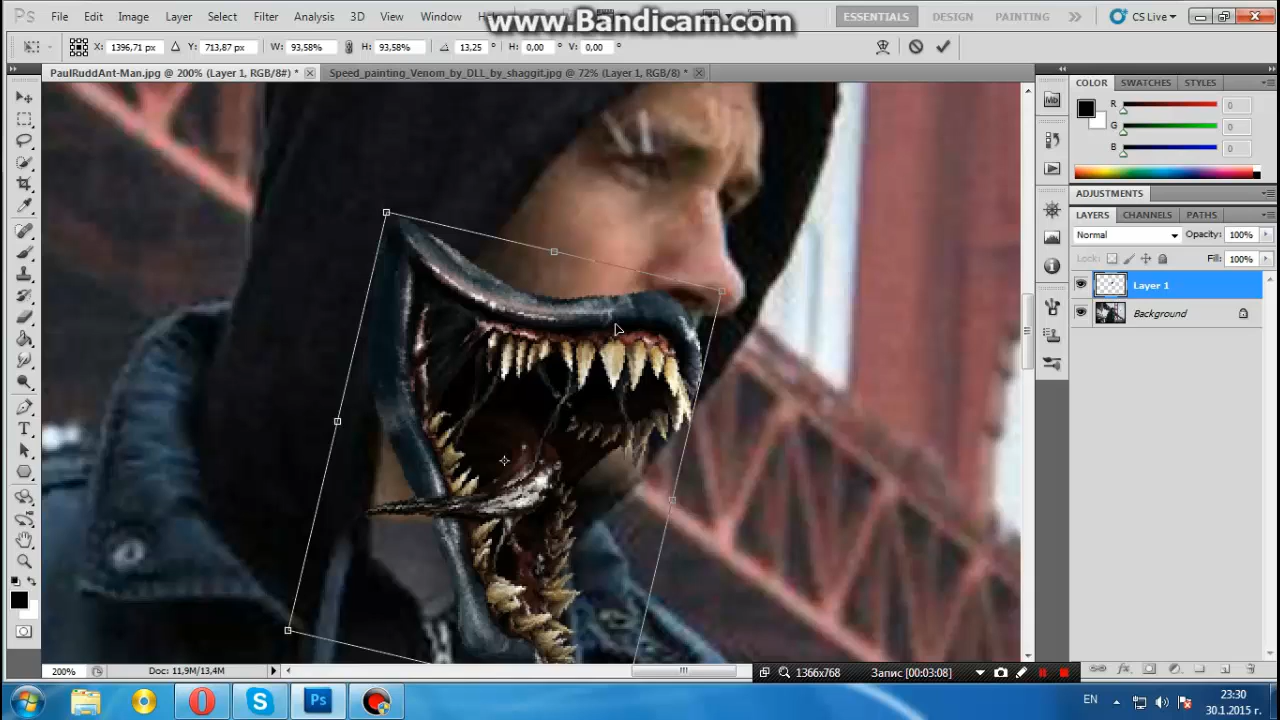 www.Bandicam.com
Ps File Edit Image Layer Select Filter Analysis 3D View Window
ESSENTIALS DESIGN PAINTING CS Live
X: 1396,71 px Y: 713,87 px W: 93,58% H: 93,58% 13.25 ° H: 0,00 ° V: 0,00 °
PaulRuddAnt-Man.jpg @ 200% (Layer 1, RGB/8#) * Speed_painting_Venom_by_DLL_by_shaggit.jpg @ 72% (Layer 1, RGB/8) *
COLOR SWATCHES STYLES
Mb
R 0
G 0
B 0
ADJUSTMENTS
LAYERS CHANNELS PATHS
Normal Opacity: 100%
Lock: Fill: 100%
Layer 1
Background
200% Doc: 11,9M/13,4M
1366x768 Запис [00:03:08]
EN 23:30
30.1.2015 г.